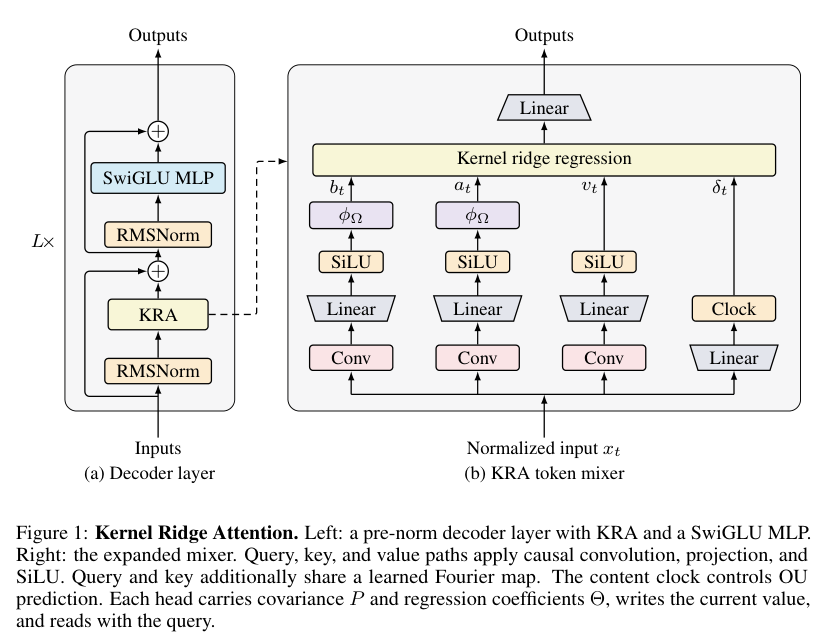 Outputs
SwiGLU MLP
RMSNorm
L×
KRA
RMSNorm
Inputs
(a) Decoder layer
Outputs
Linear
Kernel ridge regression
b_t a_t v_t δ_t
ϕ_Ω ϕ_Ω
SiLU SiLU SiLU
Linear Linear Linear Clock
Conv Conv Conv Linear
Normalized input x_t
(b) KRA token mixer
Figure 1: Kernel Ridge Attention. Left: a pre-norm decoder layer with KRA and a SwiGLU MLP.
Right: the expanded mixer. Query, key, and value paths apply causal convolution, projection, and
SiLU. Query and key additionally share a learned Fourier map. The content clock controls OU
prediction. Each head carries covariance P and regression coefficients Θ, writes the current value,
and reads with the query.